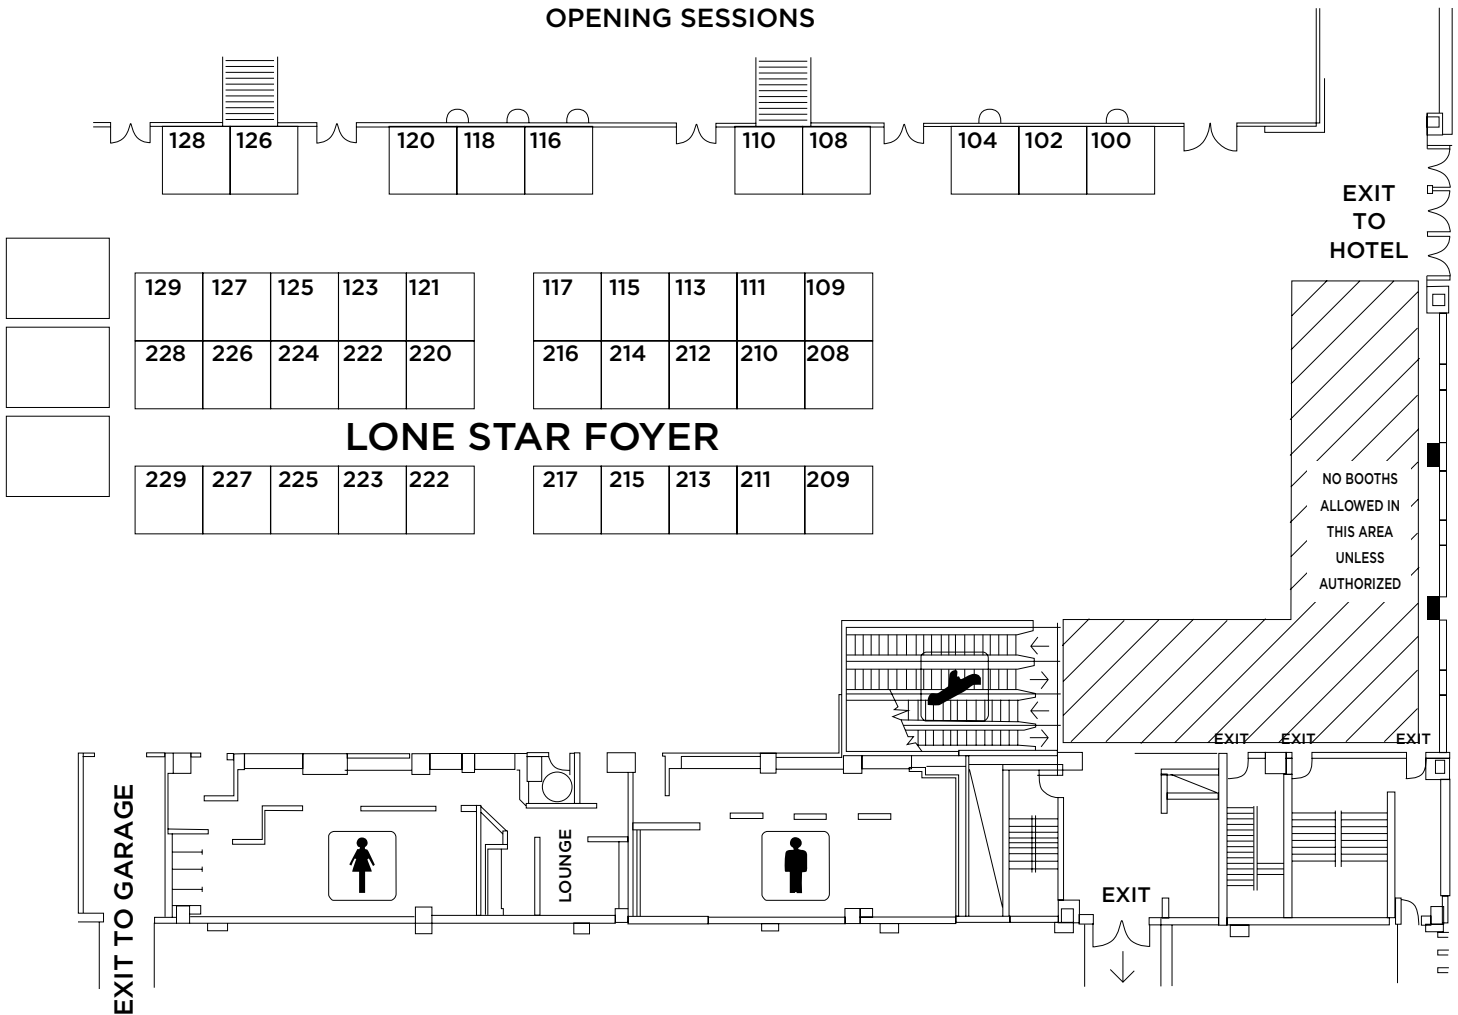 OPENING SESSIONS
128 126 120 118 116 110 108 104 102 100
EXIT
TO
HOTEL
129 127 125 123 121 117 115 113 111 109
228 226 224 222 220 216 214 212 210 208
LONE STAR FOYER
229 227 225 223 222 217 215 213 211 209
NO BOOTHS
ALLOWED IN
THIS AREA
UNLESS
AUTHORIZED
EXIT EXIT EXIT
EXIT TO GARAGE
LOUNGE
EXIT